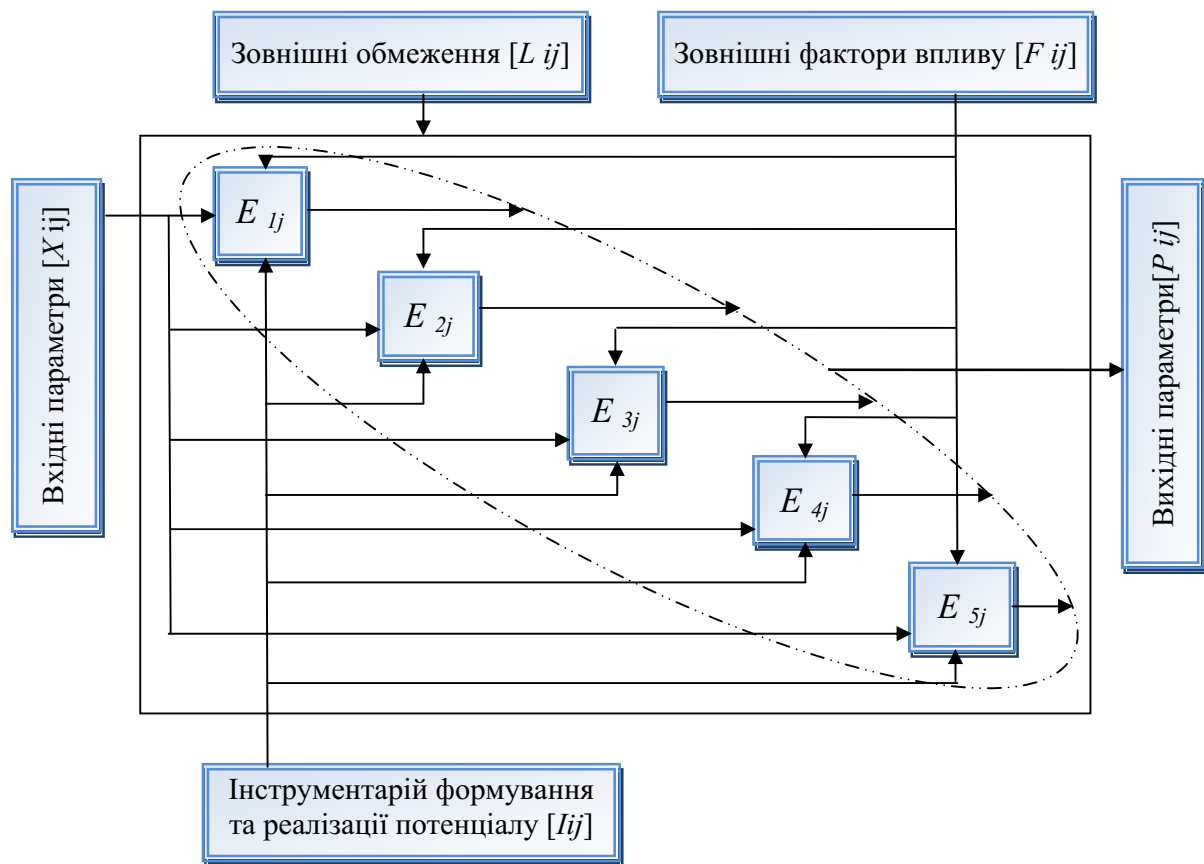 Зовнішні обмеження [L ij]
Зовнішні фактори впливу [F ij]
Вхідні параметри [X ij]
E 1j
E 2j
E 3j
E 4j
E 5j
Вихідні параметри[P ij]
Інструментарій формування
та реалізації потенціалу [Iij]